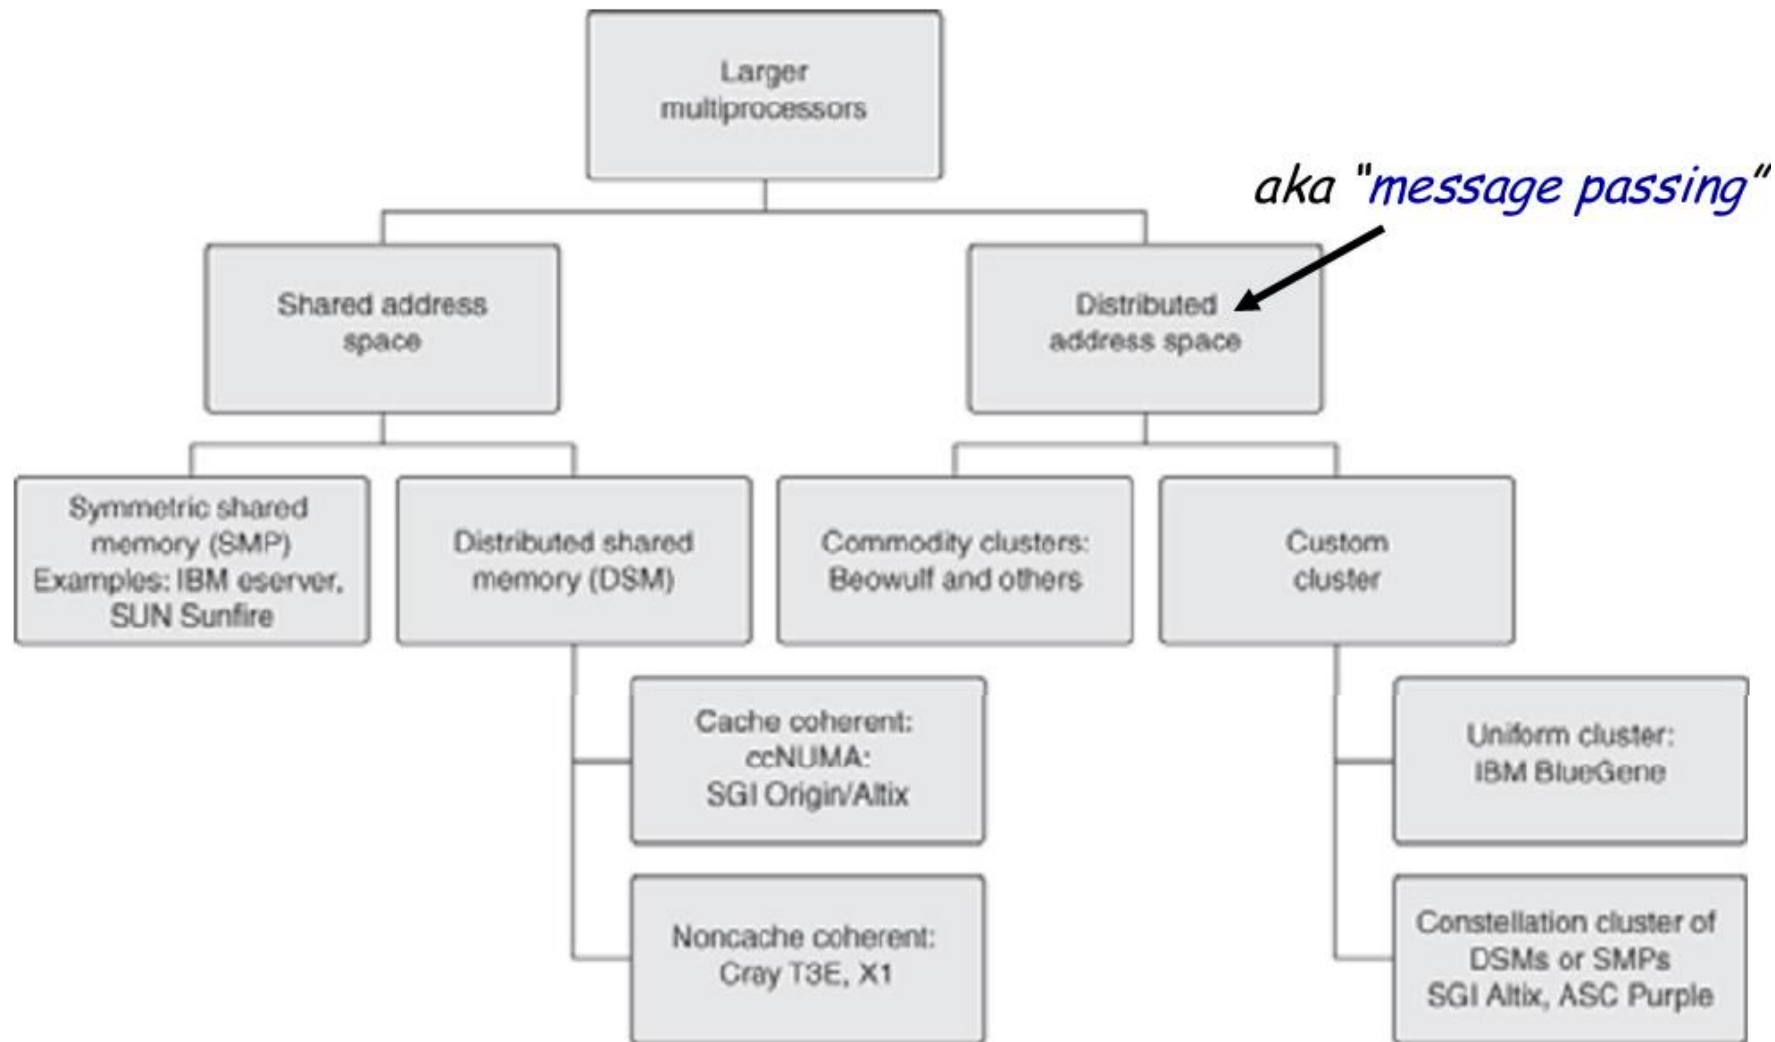 Larger
multiprocessors
aka "message passing"
Shared address
space
Distributed
address space
Symmetric shared
memory (SMP)
Examples: IBM eserver,
SUN Sunfire
Distributed shared
memory (DSM)
Commodity clusters:
Beowulf and others
Custom
cluster
Cache coherent:
ccNUMA:
SGI Origin/Altix
Uniform cluster:
IBM BlueGene
Noncache coherent:
Cray T3E, X1
Constellation cluster of
DSMs or SMPs
SGI Altix, ASC Purple